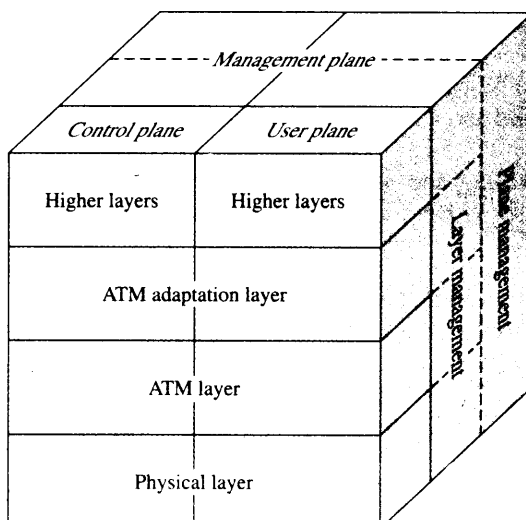 Management plane
Control plane
User plane
Higher layers
Higher layers
ATM adaptation layer
ATM layer
Physical layer
Layer management
Plane management